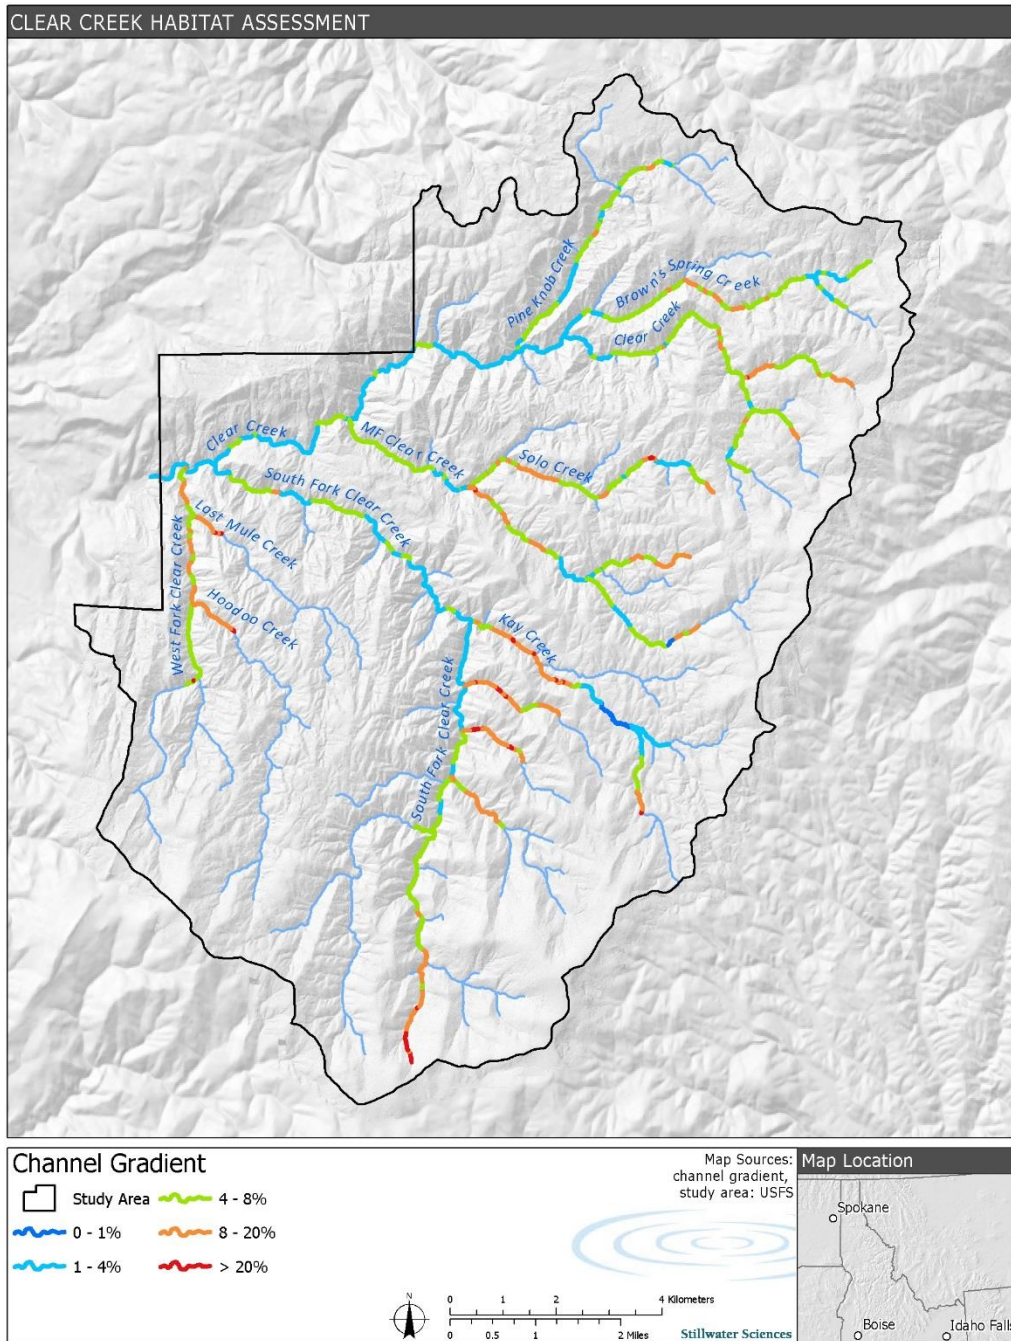 CLEAR CREEK HABITAT ASSESSMENT
Pine Knob Creek
Brown's Spring Creek
Clear Creek
Clear Creek
MF Clear Creek
Solo Creek
South Fork Clear Creek
Lost Mule Creek
West Fork Clear Creek
Hoodoo Creek
Kay Creek
South Fork Clear Creek
Channel Gradient
Study Area
0 - 1%
1 - 4%
4 - 8%
8 - 20%
> 20%
Map Sources:
channel gradient,
study area: USFS
N
0 1 2 4 Kilometers
0 0.5 1 2 Miles
Stillwater Sciences
Map Location
Spokane
Boise
Idaho Falls